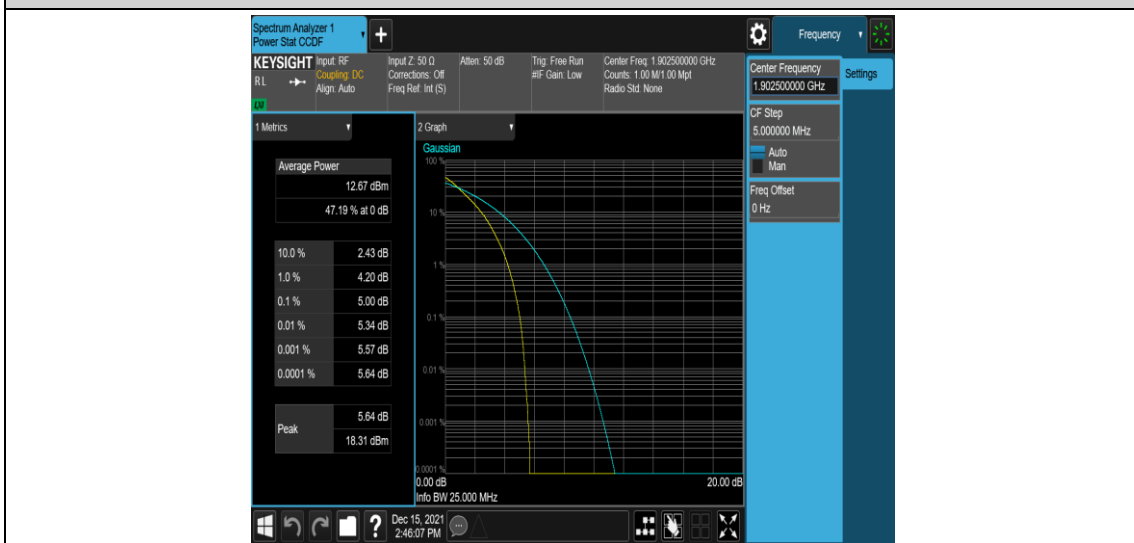 Spectrum Analyzer 1
Power Stat CCDF
+
Frequency
KEYSIGHT
RL
LXI
Input: RF
Coupling: DC
Align: Auto
Input Z: 50 Ω
Corrections: Off
Freq Ref: Int (S)
Atten: 50 dB
Trig: Free Run
#IF Gain: Low
Center Freq: 1.902500000 GHz
Counts: 1.00 M/1.00 Mpt
Radio Std: None
Center Frequency
1.902500000 GHz
Settings
CF Step
5.000000 MHz
Auto
Man
Freq Offset
0 Hz
1 Metrics
Average Power
12.67 dBm
47.19 % at 0 dB
10.0 % 2.43 dB
1.0 % 4.20 dB
0.1 % 5.00 dB
0.01 % 5.34 dB
0.001 % 5.57 dB
0.0001 % 5.64 dB
Peak
5.64 dB
18.31 dBm
2 Graph
Gaussian
100 %
10 %
1 %
0.1 %
0.01 %
0.001 %
0.0001 %
0.00 dB 20.00 dB
Info BW 25.000 MHz
?
Dec 15, 2021
2:46:07 PM